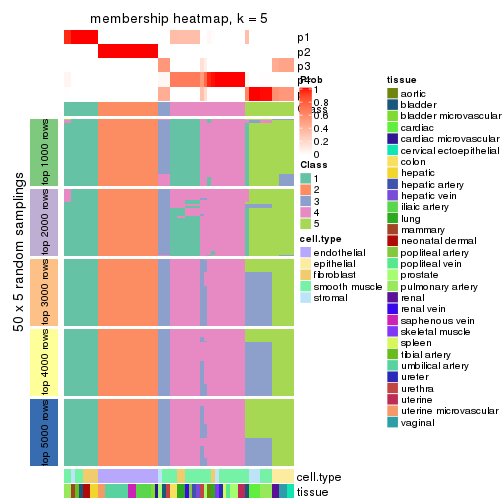 membership heatmap, k = 5
p1
p2
p3
Prob
1
0.8
0.6
0.4
0.2
0
Class
1
2
3
4
5
cell.type
endothelial
epithelial
fibroblast
smooth muscle
stromal
tissue
aortic
bladder
bladder microvascular
cardiac
cardiac microvascular
cervical ectoepithelial
colon
hepatic
hepatic artery
hepatic vein
iliaic artery
lung
mammary
neonatal dermal
popliteal artery
popliteal vein
prostate
pulmonary artery
renal
renal vein
saphenous vein
skeletal muscle
spleen
tibial artery
umbilical artery
ureter
urethra
uterine
uterine microvascular
vaginal
50 x 5 random samplings
top 1000 rows
top 2000 rows
top 3000 rows
top 4000 rows
top 5000 rows
cell.type
tissue